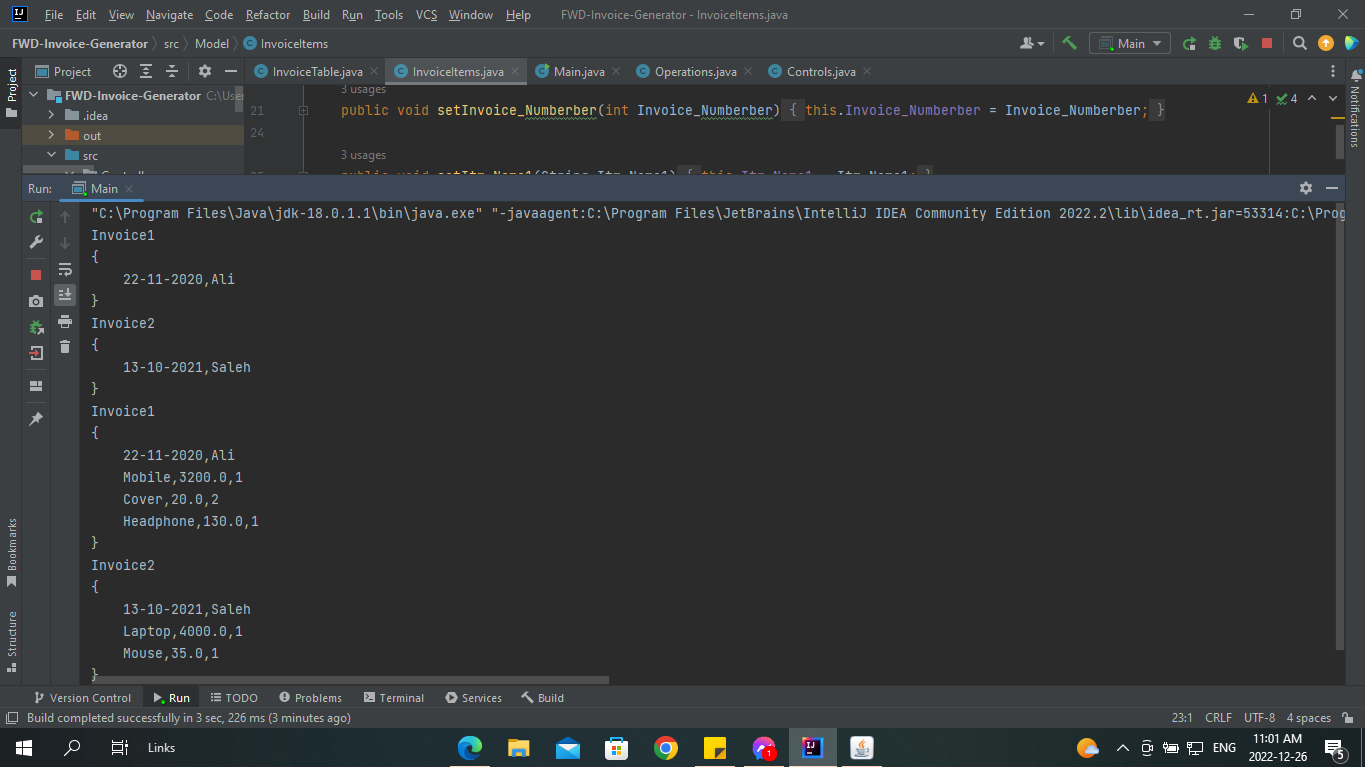 File Edit View Navigate Code Refactor Build Run Tools VCS Window Help FWD-Invoice-Generator - InvoiceItems.java
FWD-Invoice-Generator src Model InvoiceItems Main
Project InvoiceTable.java InvoiceItems.java Main.java Operations.java Controls.java
Project
Notifications
FWD-Invoice-Generator C:\User
.idea
out
src
3 usages
21 public void setInvoice_Numberber(int Invoice_Numberber) { this.Invoice_Numberber = Invoice_Numberber; }
1 4
24
3 usages
Run: Main
"C:\Program Files\Java\jdk-18.0.1.1\bin\java.exe" "-javaagent:C:\Program Files\JetBrains\IntelliJ IDEA Community Edition 2022.2\lib\idea_rt.jar=53314:C:\Prog
Invoice1
{
22-11-2020,Ali
}
Invoice2
{
13-10-2021,Saleh
}
Invoice1
{
22-11-2020,Ali
Mobile,3200.0,1
Cover,20.0,2
Headphone,130.0,1
}
Invoice2
{
13-10-2021,Saleh
Laptop,4000.0,1
Mouse,35.0,1
}
Bookmarks
Structure
Version Control Run TODO Problems Terminal Services Build
Build completed successfully in 3 sec, 226 ms (3 minutes ago) 23:1 CRLF UTF-8 4 spaces
Links 1 ENG 11:01 AM
2022-12-26 5